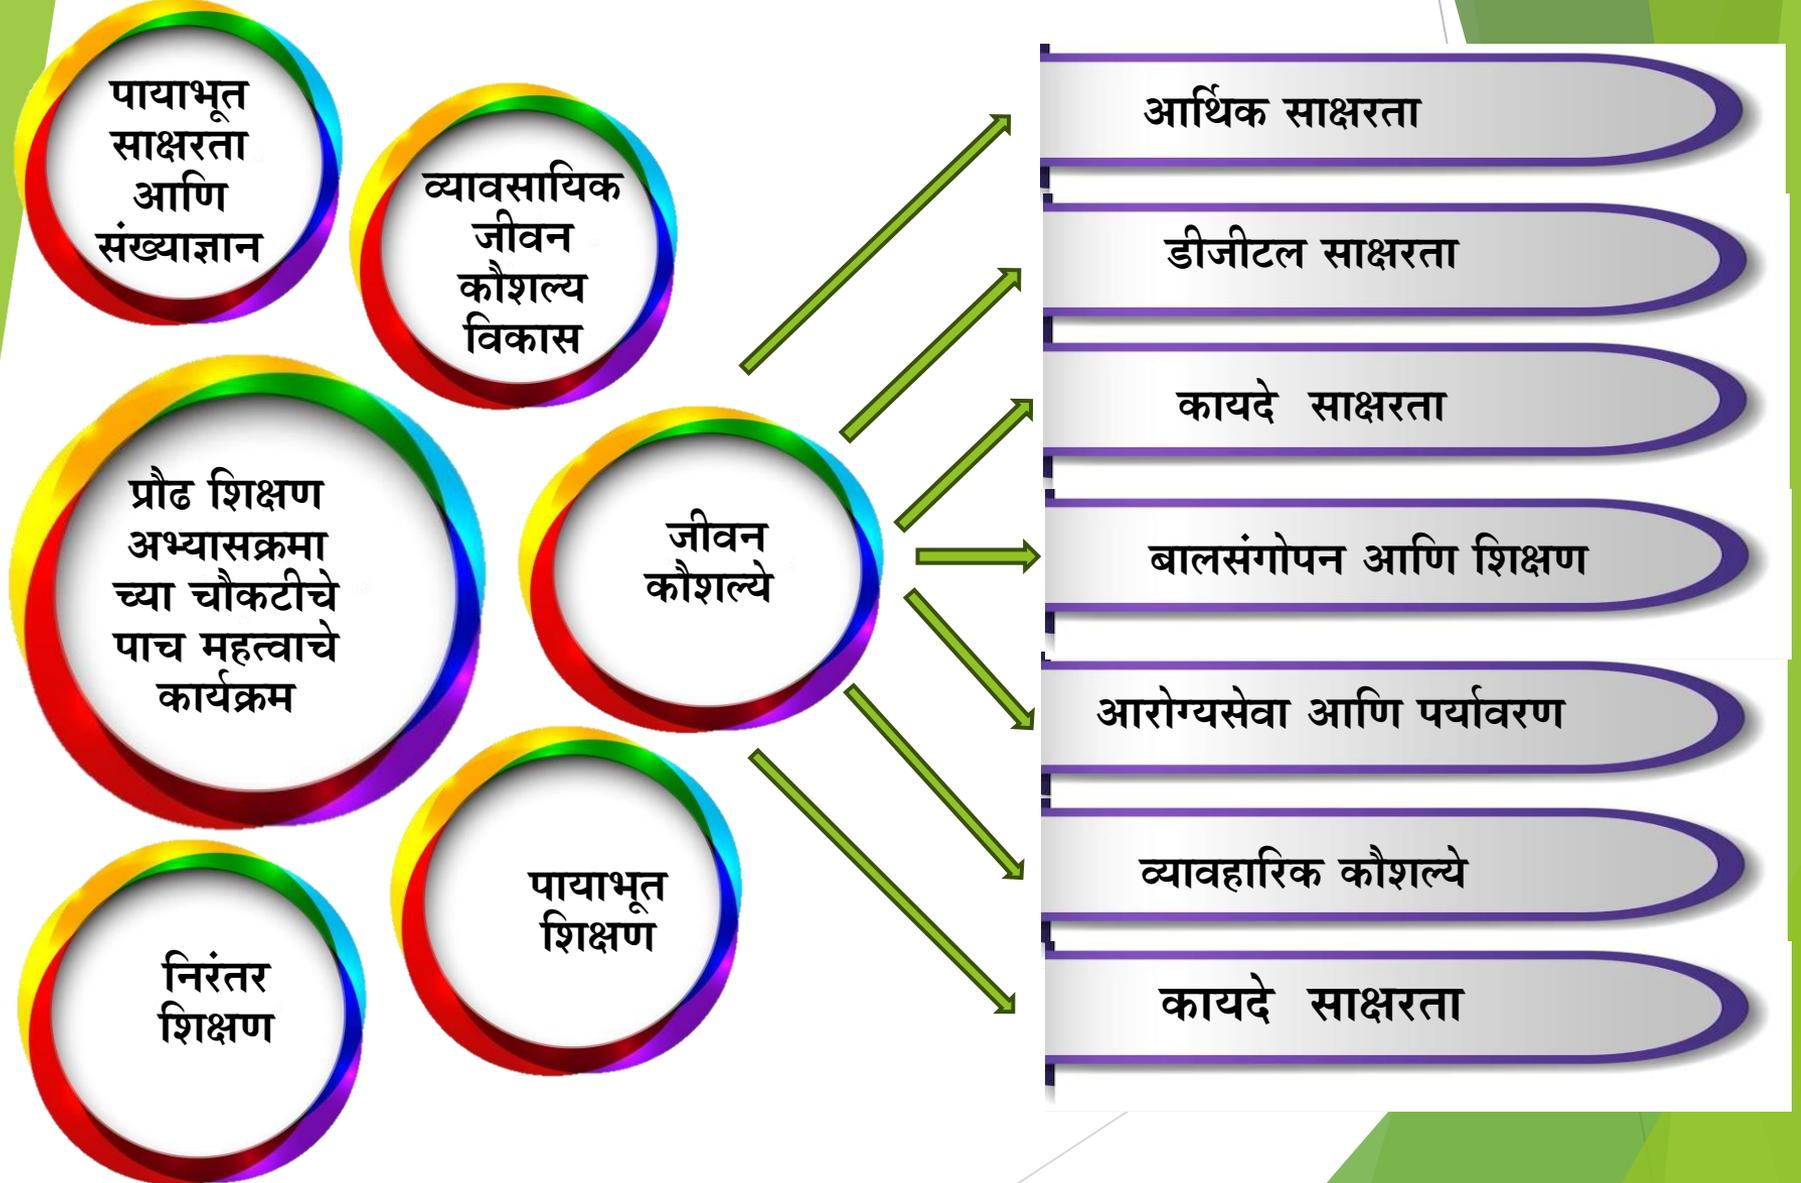 पायाभूत
साक्षरता
आणि
संख्याज्ञान
व्यावसायिक
जीवन
कौशल्य
विकास
प्रौढ शिक्षण
अभ्यासक्रमा
च्या चौकटीचे
पाच महत्वाचे
कार्यक्रम
जीवन
कौशल्ये
पायाभूत
शिक्षण
निरंतर
शिक्षण
आर्थिक साक्षरता
डीजीटल साक्षरता
कायदे साक्षरता
बालसंगोपन आणि शिक्षण
आरोग्यसेवा आणि पर्यावरण
व्यावहारिक कौशल्ये
कायदे साक्षरता